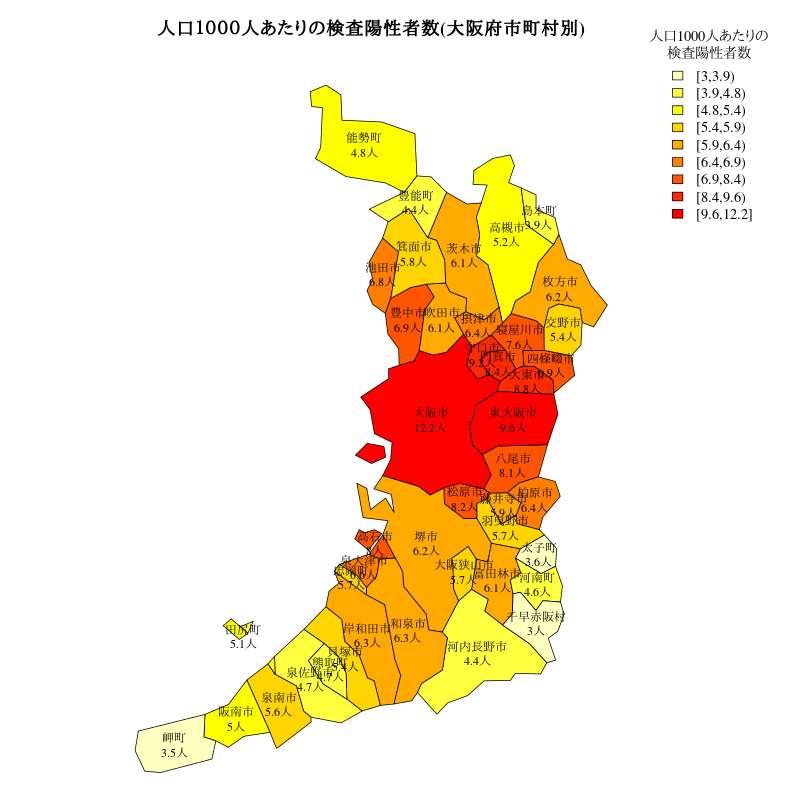 人口1000人あたりの検査陽性者数(大阪府市町村別)
人口1000人あたりの
検査陽性者数
[3,3.9)
[3.9,4.8)
[4.8,5.4)
[5.4,5.9)
[5.9,6.4)
[6.4,6.9)
[6.9,8.4)
[8.4,9.6)
[9.6,12.2]
能勢町
4.8人
豊能町
4.4人
島本町
3.9人
高槻市
5.2人
茨木市
6.1人
箕面市
5.8人
池田市
6.8人
枚方市
6.2人
豊中市
6.9人
吹田市
6.1人
摂津市
6.4人
寝屋川市
7.6人
交野市
5.4人
守口市
9.2人
門真市
8.4人
四條畷市
6.9人
大東市
8.8人
大阪市
12.2人
東大阪市
9.6人
八尾市
8.1人
松原市
8.2人
藤井寺市
5.9人
柏原市
6.4人
羽曳野市
5.7人
高石市
堺市
6.2人
太子町
3.6人
大阪狭山市
5.7人
富田林市
6.1人
河南町
4.6人
泉大津市
6.6人
忠岡町
5.7人
千早赤阪村
3人
田尻町
5.1人
岸和田市
6.3人
和泉市
6.3人
河内長野市
4.4人
貝塚市
5.4人
熊取町
4.7人
泉佐野市
4.7人
泉南市
5.6人
阪南市
5人
岬町
3.5人